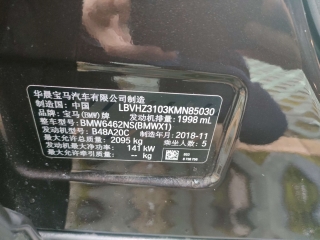 华晨宝马汽车有限公司制造
制造国：中国 LBVHZ3103KMN85030
品牌：宝马(BMW)牌 发动机排量：1998 mL
整车型号：BMW6462NS(BMWX1)
发动机型号：B48A20C 制造年月：2018-11
最大允许总质量：2095 kg 乘坐人数：5
发动机最大净功率：141 kW
最大允许牵引质量：-- kg